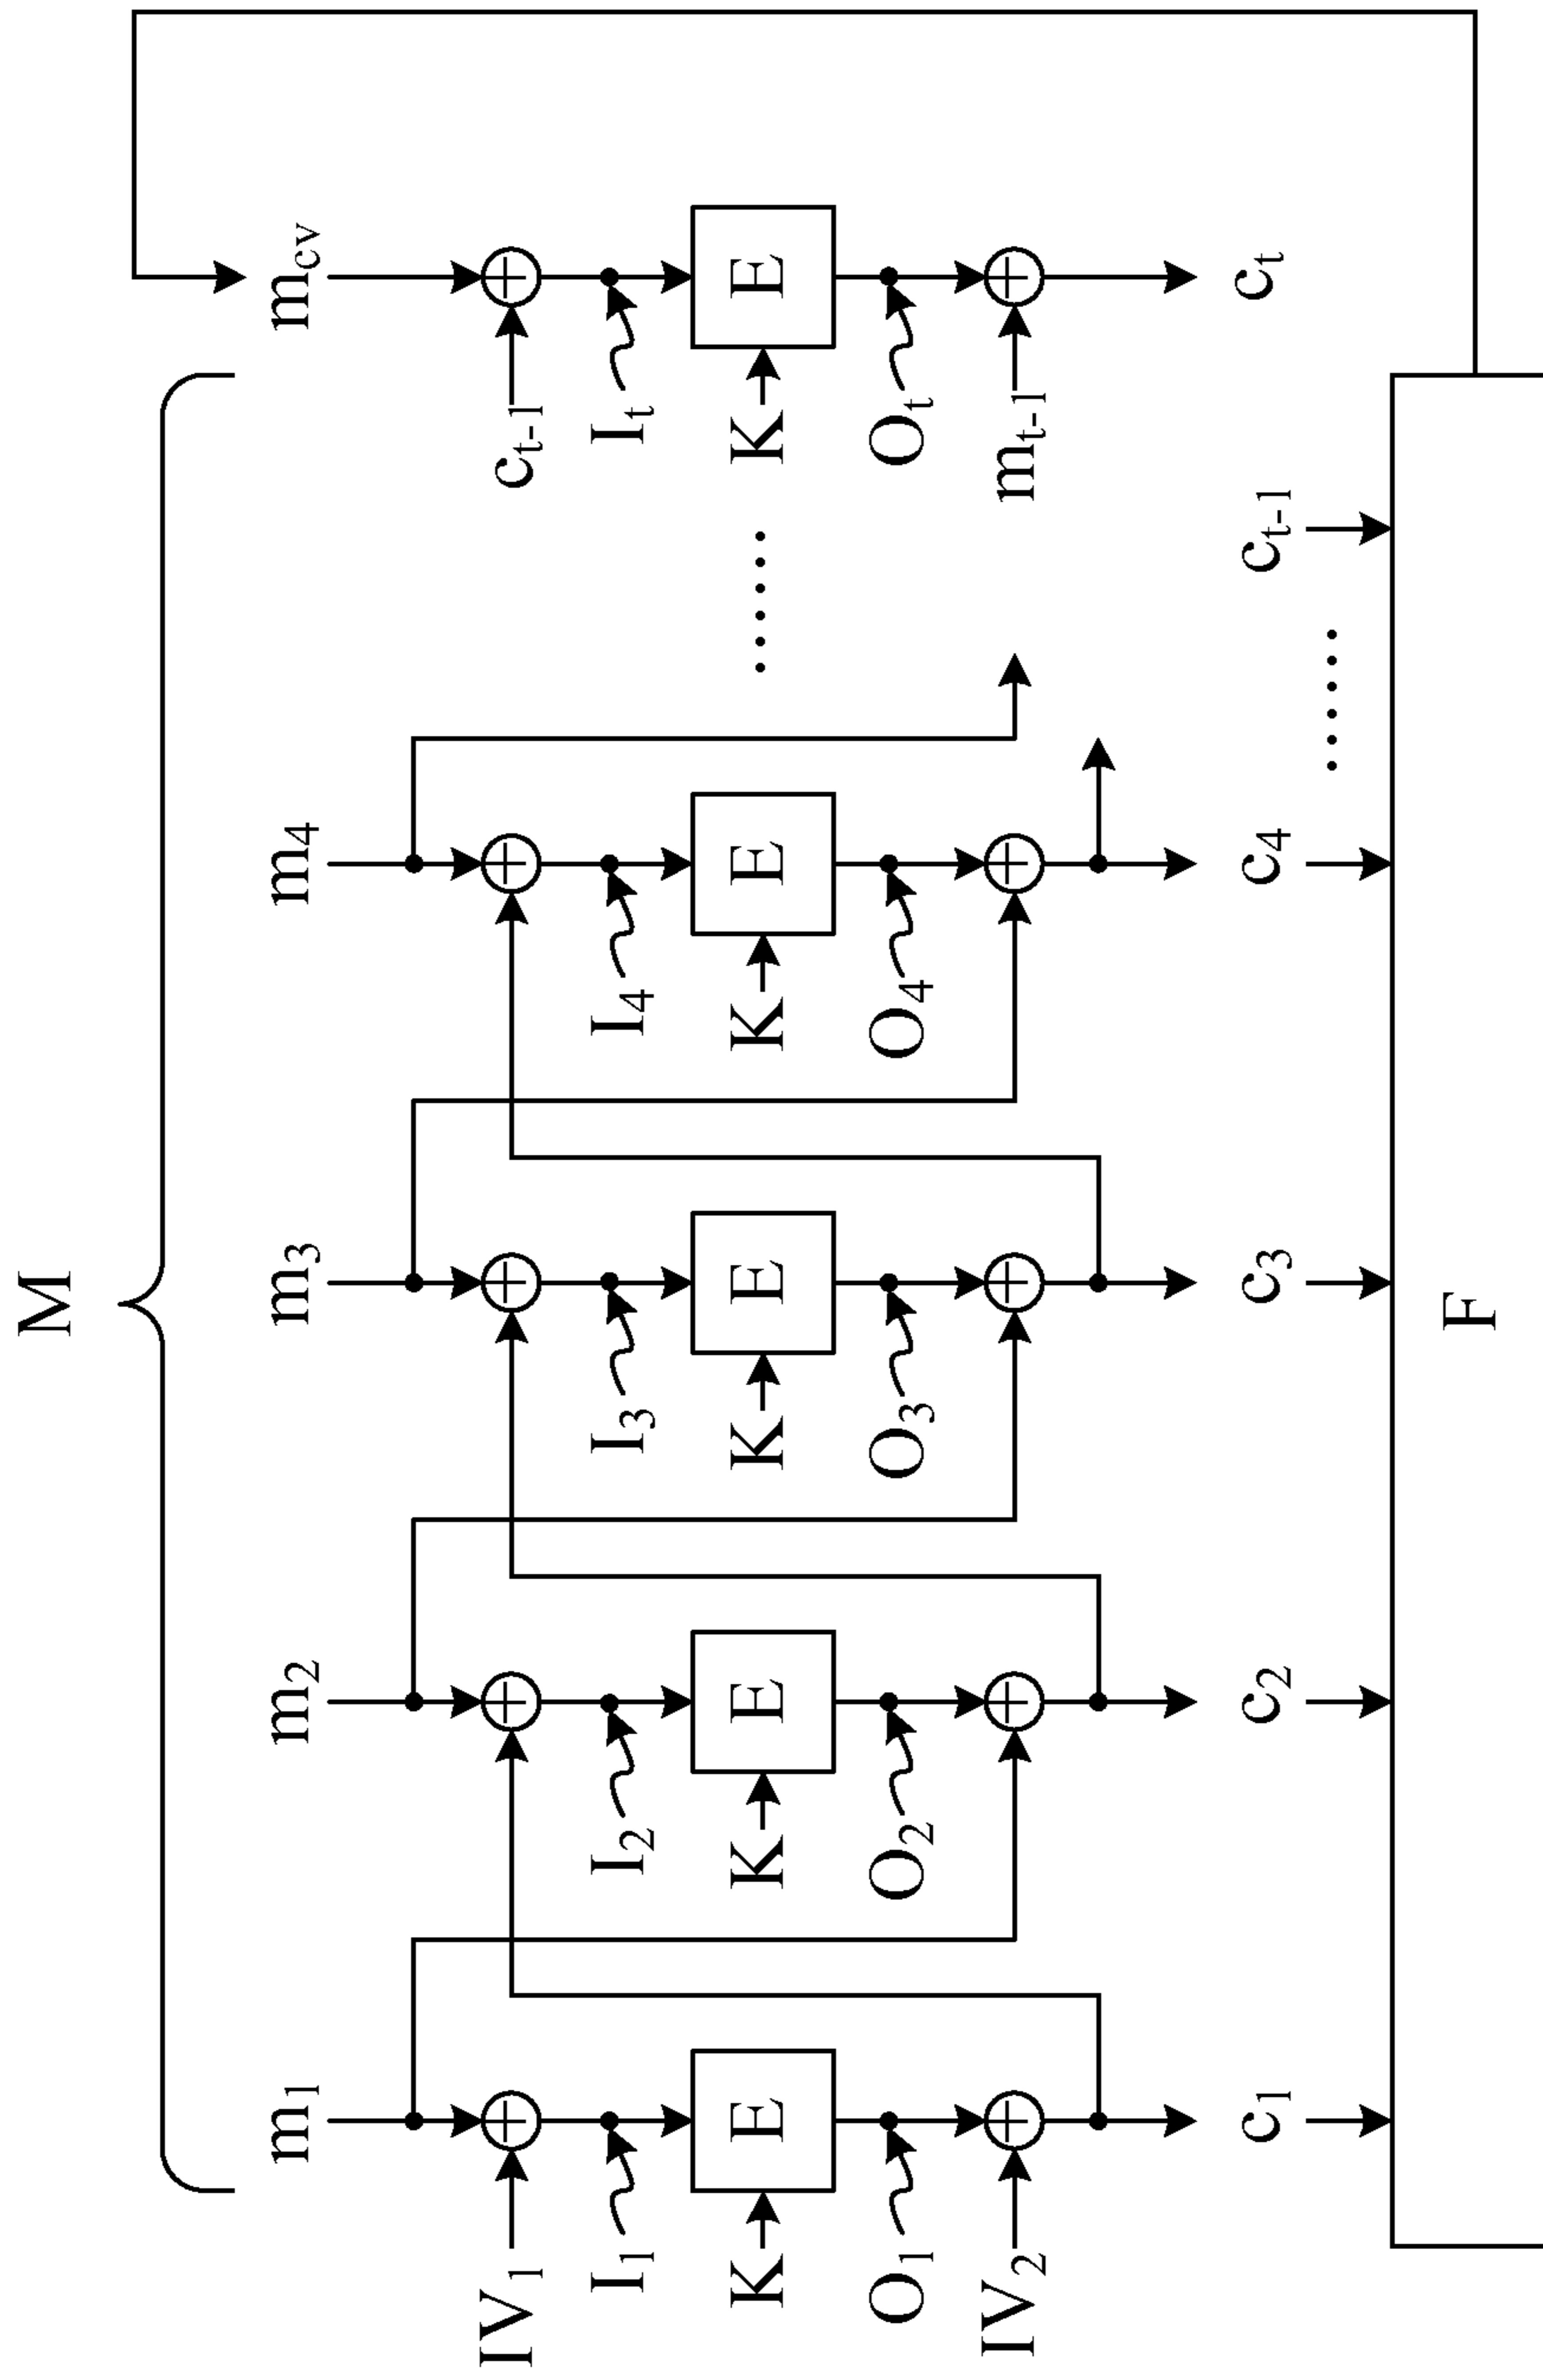 M
m1 m2 m3 m4 mcv
IV1 ct-1
I1 I2 I3 I4 It
K E K E K E K E K E
O1 O2 O3 O4 Ot
IV2 mt-1
ct
c1 c2 c3 c4 ct-1
F